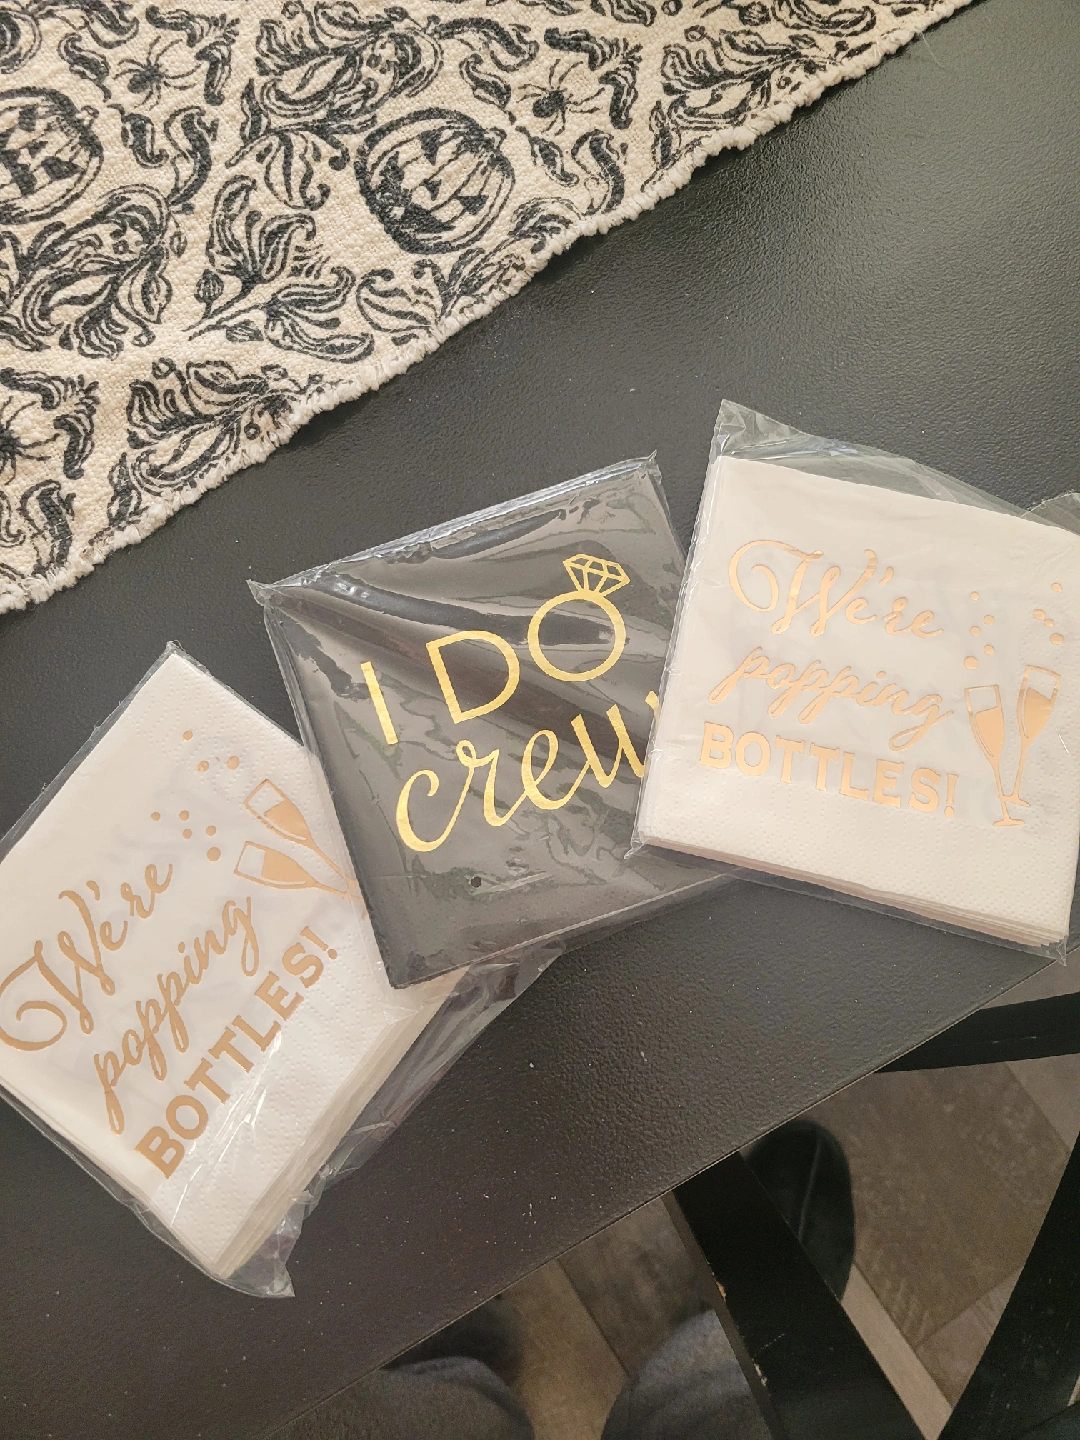 We're
popping
BOTTLES!
I DO
crew
We're
popping
BOTTLES!